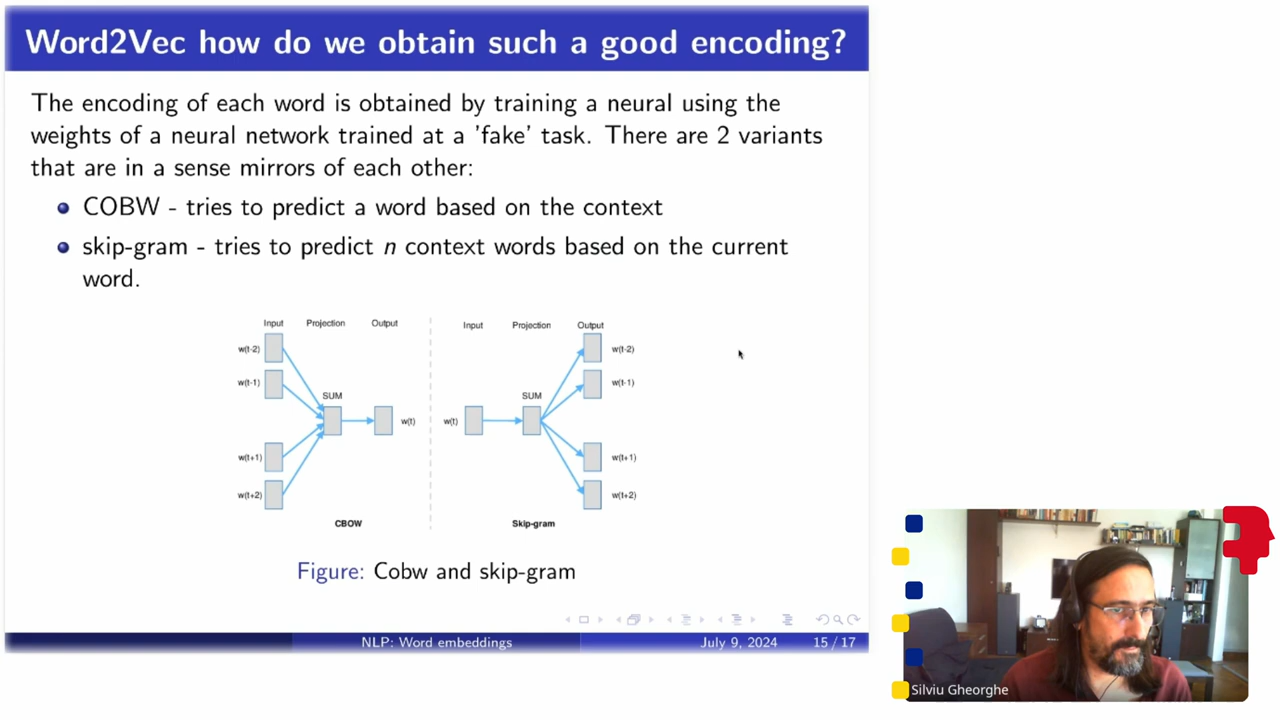 Word2Vec how do we obtain such a good encoding?
The encoding of each word is obtained by training a neural using the
weights of a neural network trained at a 'fake' task. There are 2 variants
that are in a sense mirrors of each other:
COBW - tries to predict a word based on the context
skip-gram - tries to predict n context words based on the current
word.
Input Projection Output
w(t-2)
w(t-1)
SUM
w(t)
w(t+1)
w(t+2)
CBOW
Input Projection Output
w(t-2)
w(t-1)
SUM
w(t)
w(t+1)
w(t+2)
Skip-gram
Figure: Cobw and skip-gram
NLP: Word embeddings July 9, 2024 15 / 17
Silviu Gheorghe